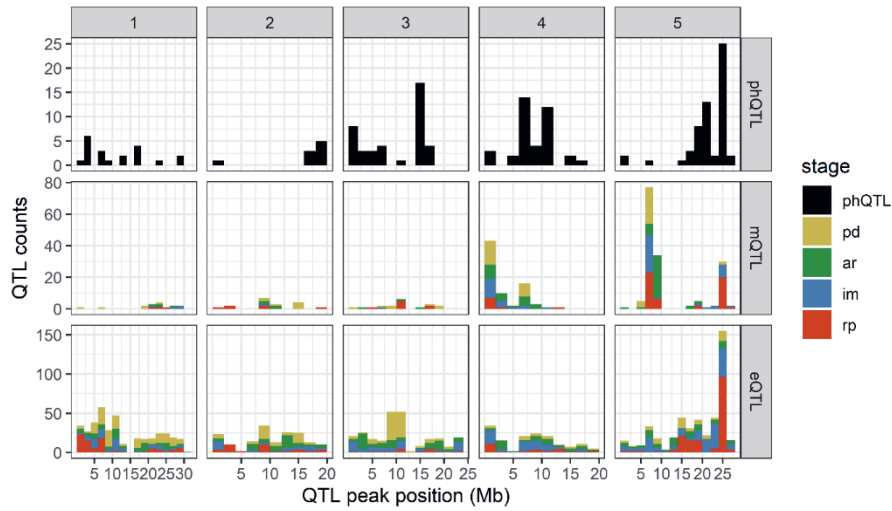 1 2 3 4 5
25
20
15
10
5
0
phQTL
80
60
40
20
0
mQTL
150
100
50
0
eQTL
QTL counts
5 10 15 20 25 30 5 10 15 20 5 10 15 20 25 5 10 15 20 5 10 15 20 25
QTL peak position (Mb)
stage
phQTL
pd
ar
im
rp